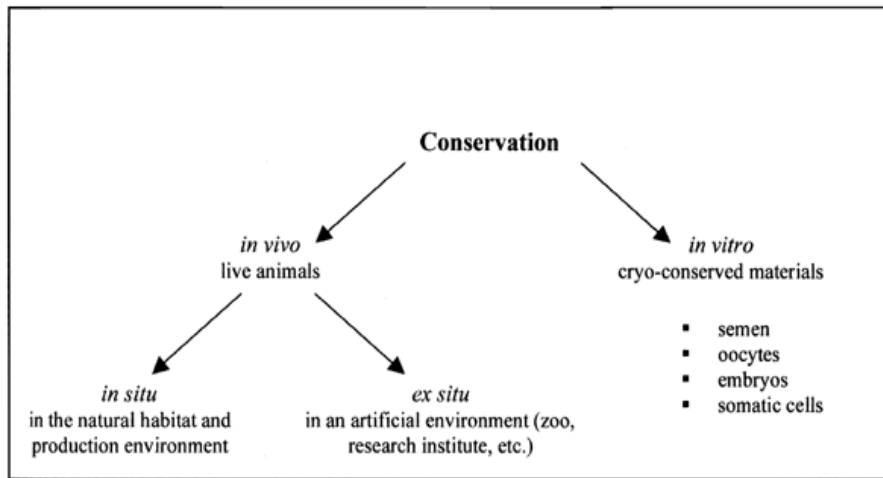 Conservation
in vivo
live animals
in vitro
cryo-conserved materials
▪ semen
▪ oocytes
▪ embryos
▪ somatic cells
in situ
in the natural habitat and
production environment
ex situ
in an artificial environment (zoo,
research institute, etc.)